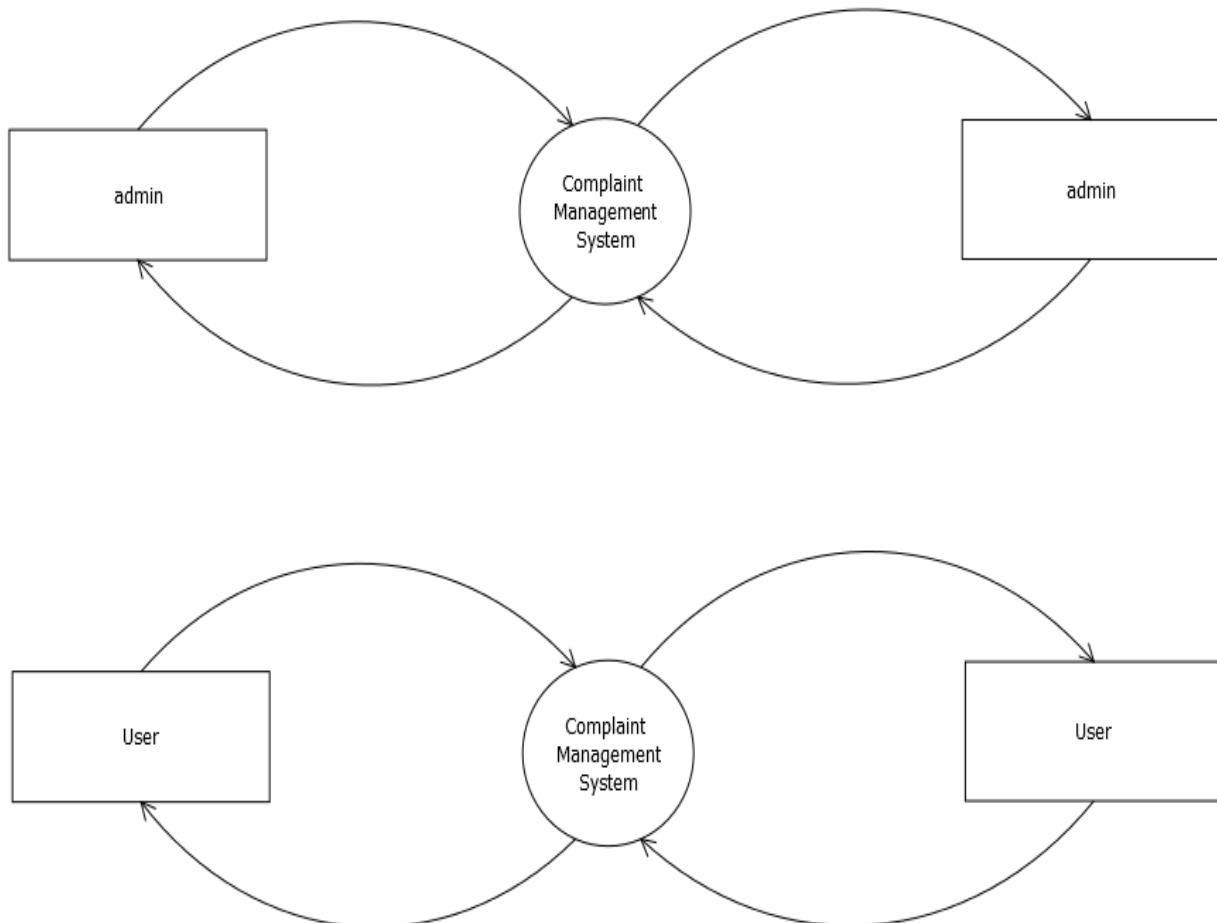 admin
Complaint
Management
System
admin
User
Complaint
Management
System
User